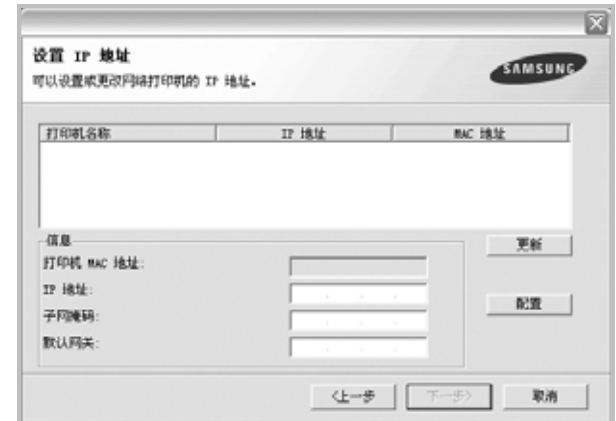 设置 IP 地址
可以设置或更改网络打印机的 IP 地址。
SAMSUNG
打印机名称 IP 地址 MAC 地址
信息
更新
打印机 MAC 地址:
IP 地址:
配置
子网掩码:
默认网关:
<上一步 下一步> 取消